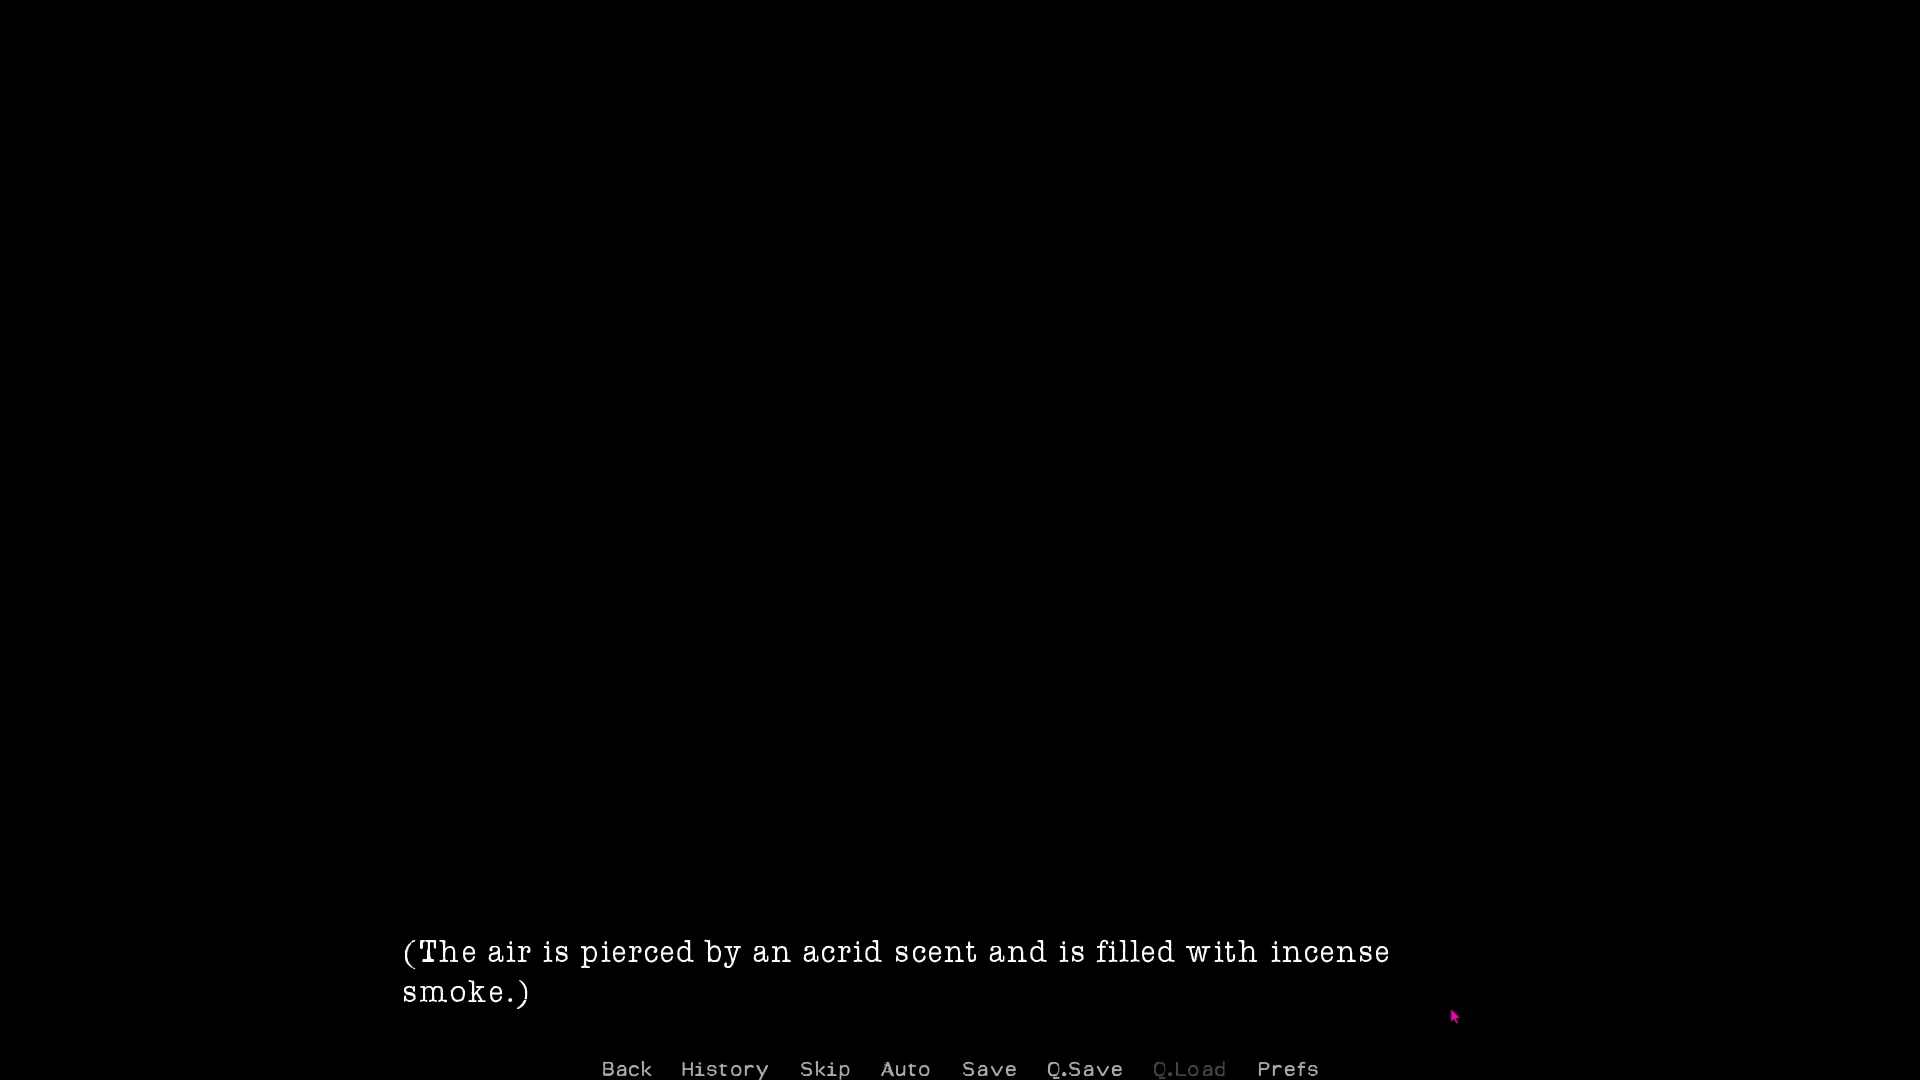 (The air is pierced by an acrid scent and is filled with incense
smoke.)
Back History Skip Auto Save Q.Save Q.Load Prefs